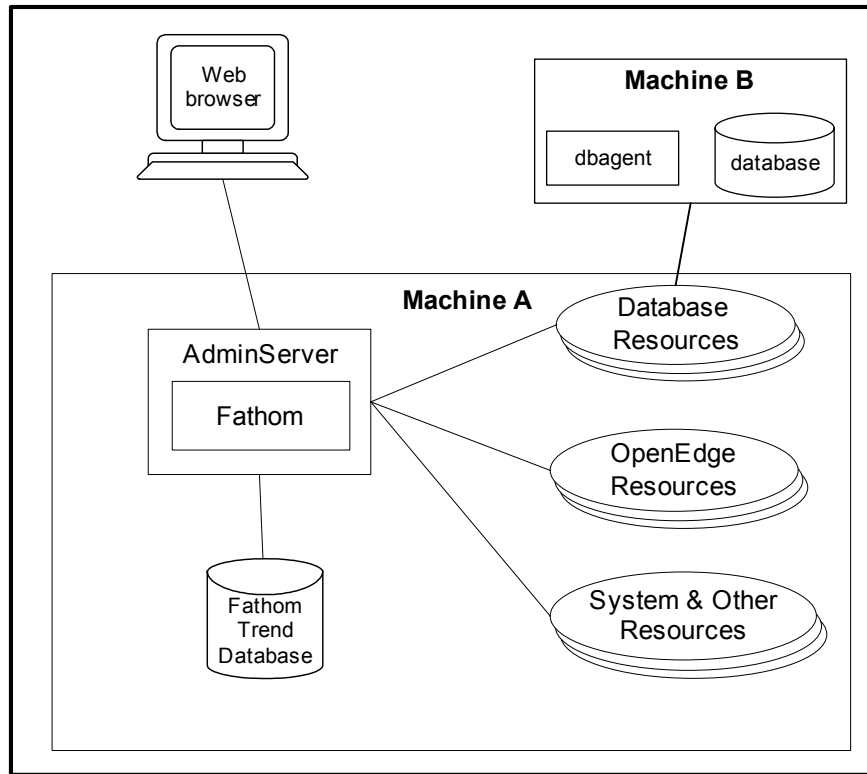 Web
browser
Machine B
dbagent
database
Machine A
Database
Resources
AdminServer
Fathom
OpenEdge
Resources
Fathom
Trend
Database
System & Other
Resources